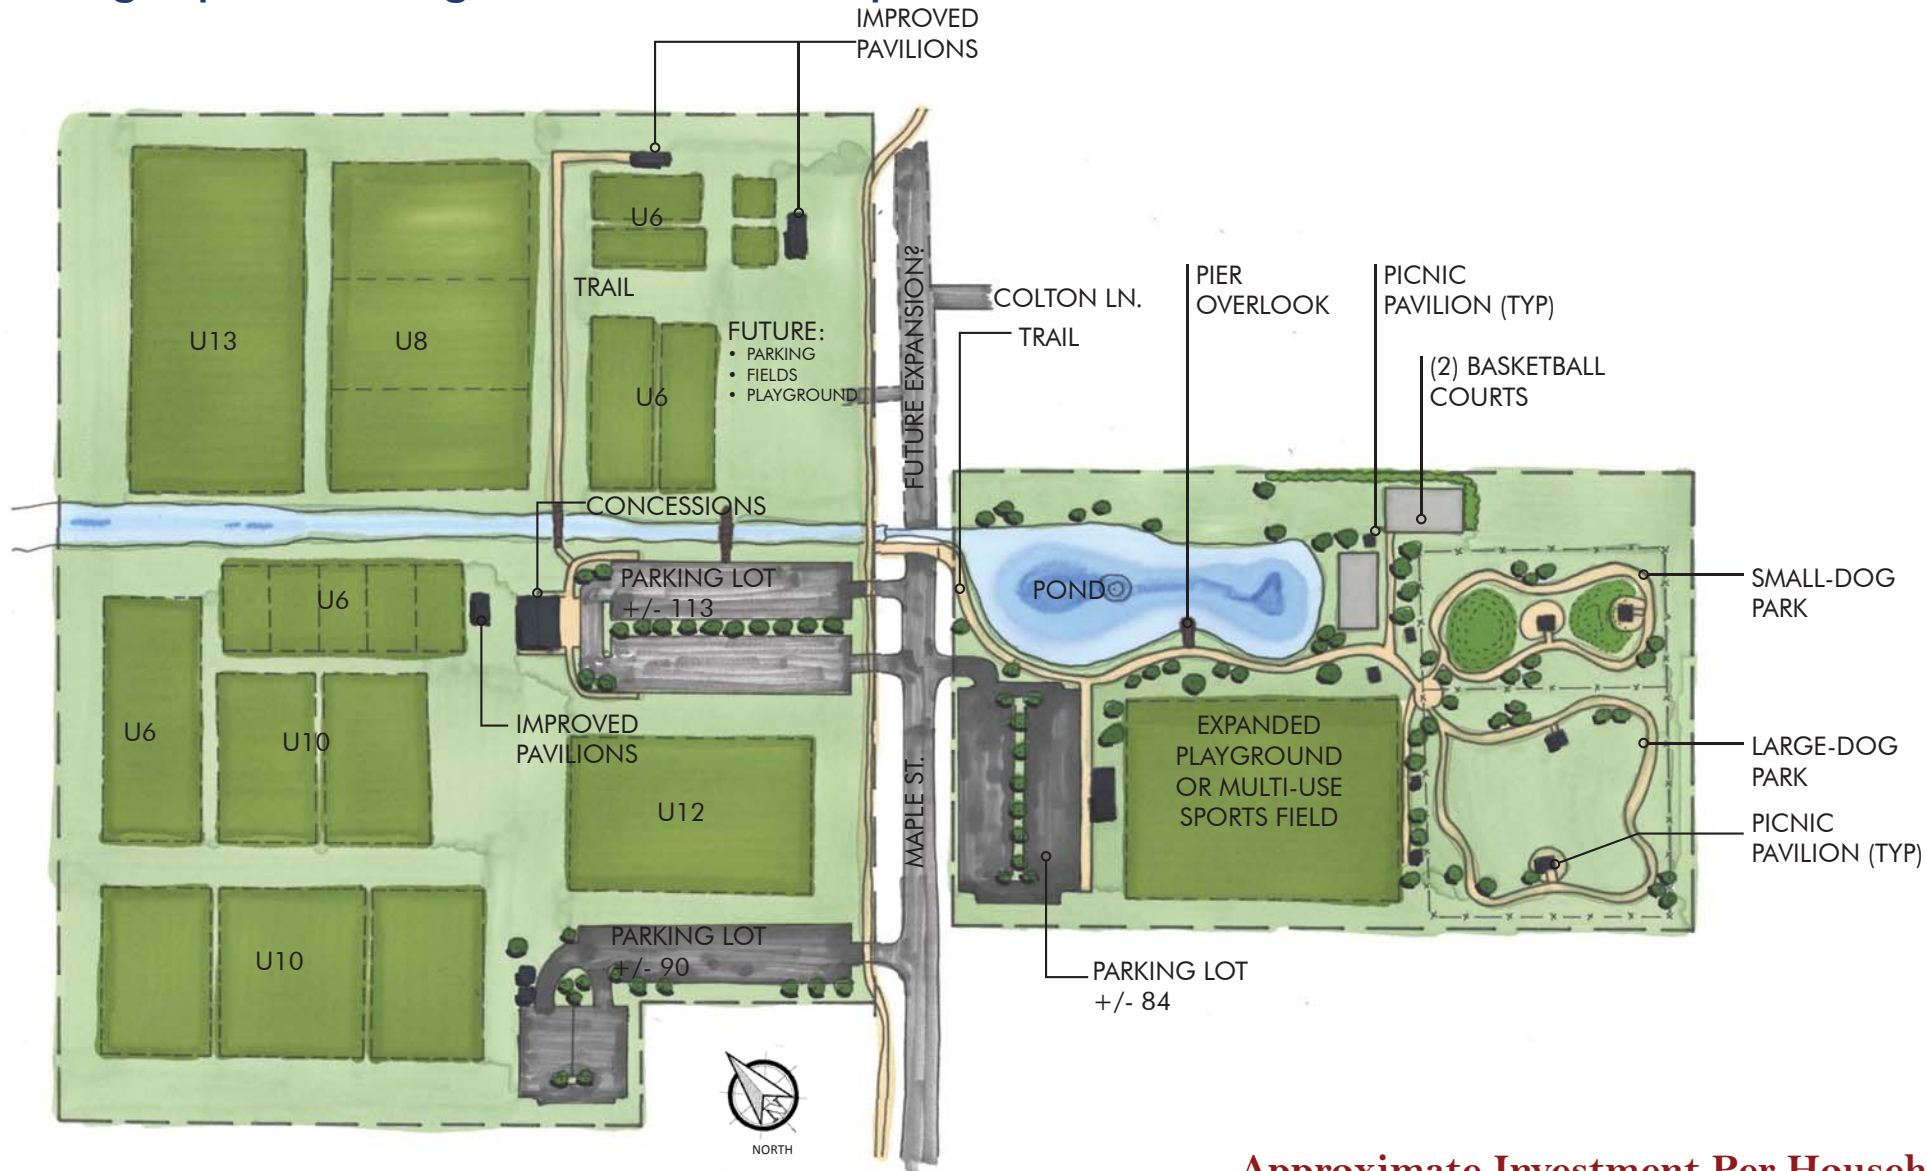 IMPROVED
PAVILIONS
U6
TRAIL
U13
U8
FUTURE:
• PARKING
• FIELDS
• PLAYGROUND
U6
FUTURE EXPANSION?
COLTON LN.
TRAIL
PIER
OVERLOOK
PICNIC
PAVILION (TYP)
(2) BASKETBALL
COURTS
CONCESSIONS
PARKING LOT
+/- 113
U6
POND
SMALL-DOG
PARK
U6
U10
IMPROVED
PAVILIONS
U12
MAPLE ST.
EXPANDED
PLAYGROUND
OR MULTI-USE
SPORTS FIELD
LARGE-DOG
PARK
PICNIC
PAVILION (TYP)
U10
PARKING LOT
+/- 90
PARKING LOT
+/- 84
NORTH
Approximate Investment Per